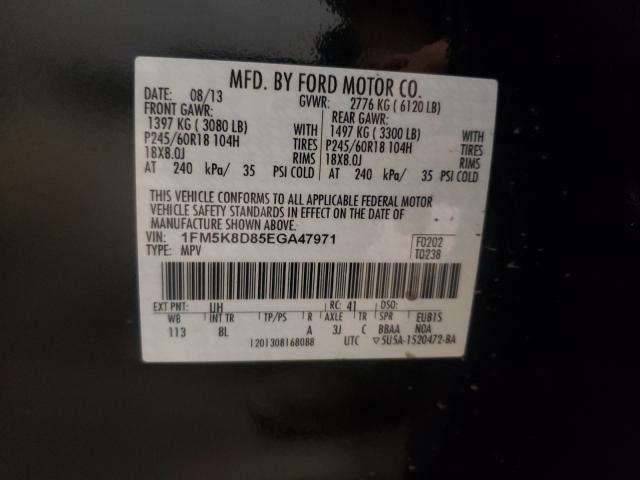 MFD. BY FORD MOTOR CO.
DATE: 08/13 GVWR: 2776 KG ( 6120 LB)
FRONT GAWR: REAR GAWR:
1397 KG ( 3080 LB) WITH 1497 KG ( 3300 LB) WITH
P245/60R18 104H TIRES P245/60R18 104H TIRES
18X8.0J RIMS 18X8.0J RIMS
AT 240 kPa/ 35 PSI COLD AT 240 kPa/ 35 PSI COLD
THIS VEHICLE CONFORMS TO ALL APPLICABLE FEDERAL MOTOR
VEHICLE SAFETY STANDARDS IN EFFECT ON THE DATE OF
MANUFACTURE SHOWN ABOVE.
VIN: 1FM5K8D85EGA47971 F0202
TYPE: MPV T0238
EXT PNT: UH RC: 41 DSO:
WB INT TR TP/PS R AXLE TR SPR EUB1S
113 BL A 3J C BBAA N0A
1201308168088 UTC ▽5U5A-1520472-BA